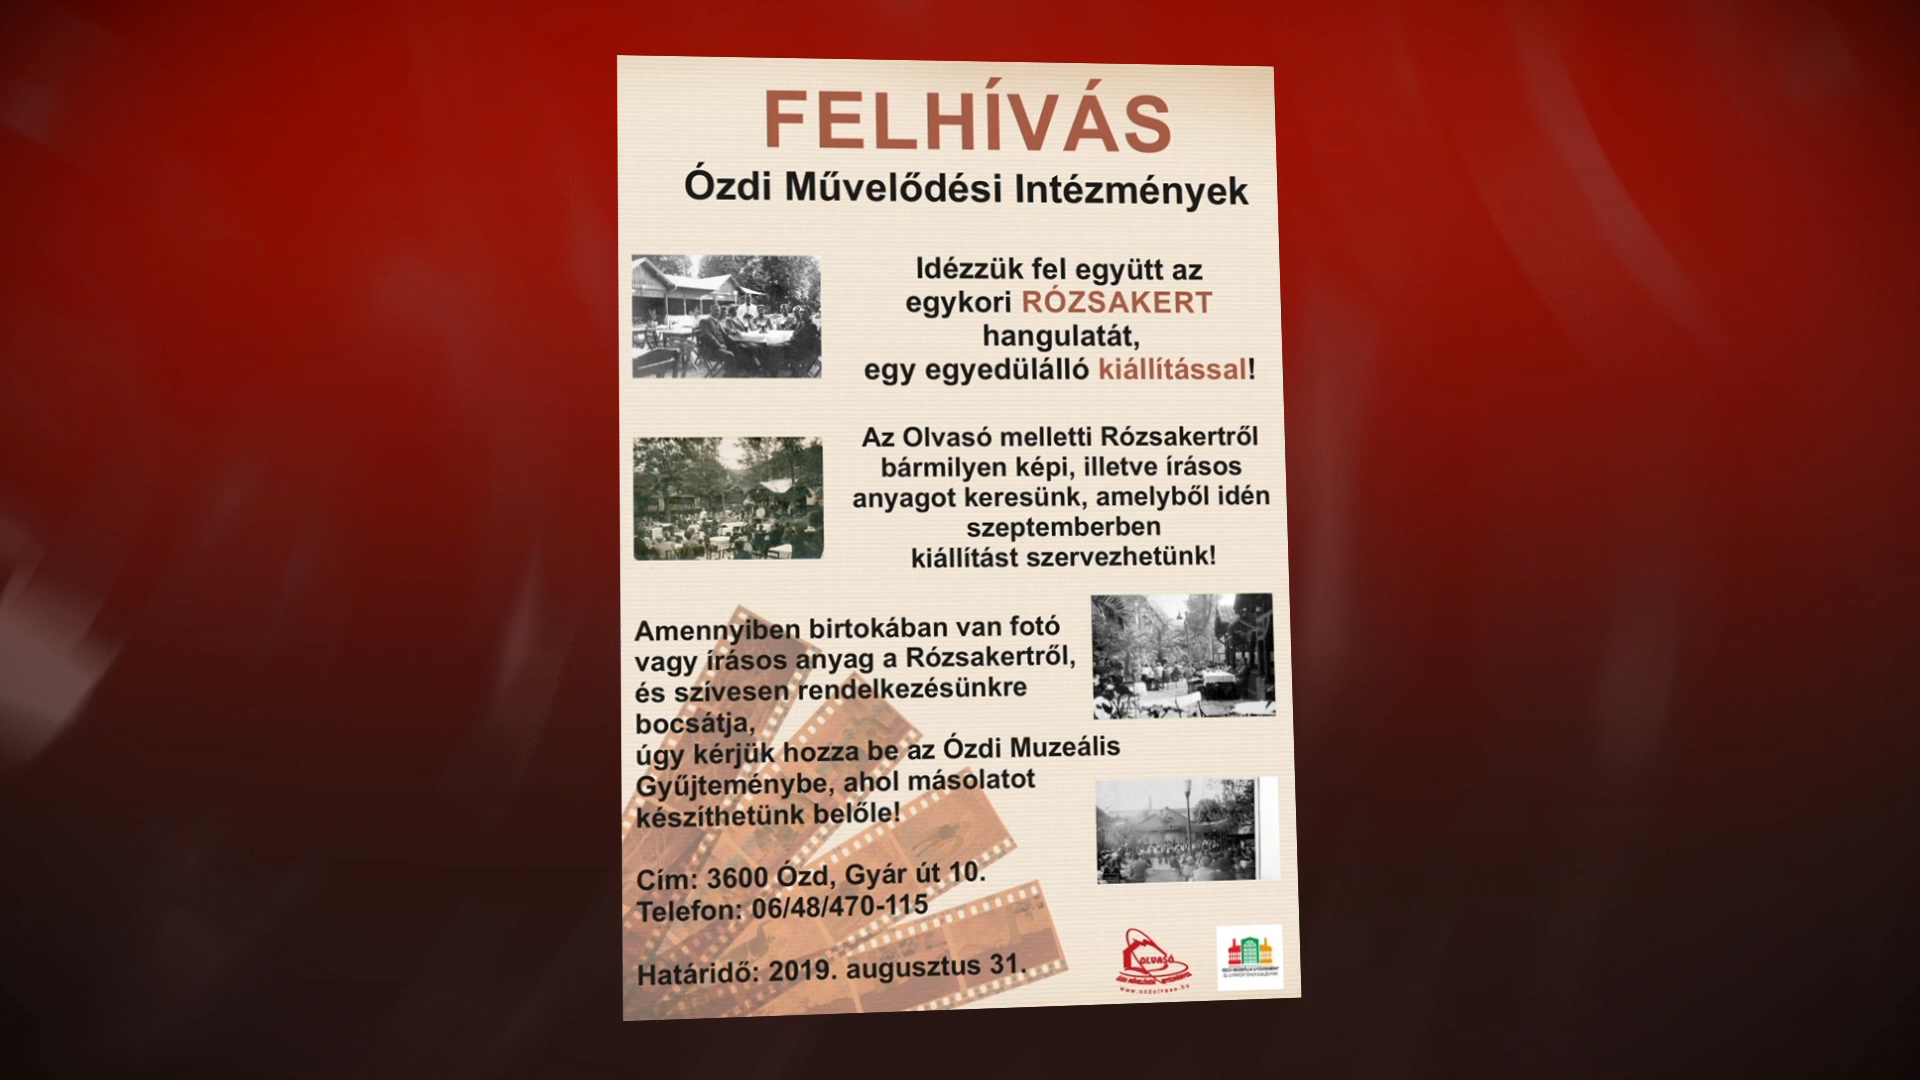 FELHÍVÁS
Ózdi Művelődési Intézmények
Idézzük fel együtt az
egykori RÓZSAKERT
hangulatát,
egy egyedülálló kiállítással!
Az Olvasó melletti Rózsakertről
bármilyen képi, illetve írásos
anyagot keresünk, amelyből idén
szeptemberben
kiállítást szervezhetünk!
Amennyiben birtokában van fotó
vagy írásos anyag a Rózsakertről,
és szívesen rendelkezésünkre
bocsátja,
úgy kérjük hozza be az Ózdi Muzeális
Gyűjteménybe, ahol másolatot
készíthetünk belőle!
Cím: 3600 Ózd, Gyár út 10.
Telefon: 06/48/470-115
Határidő: 2019. augusztus 31.
OLVASÓ
www.ozdolvaso.hu